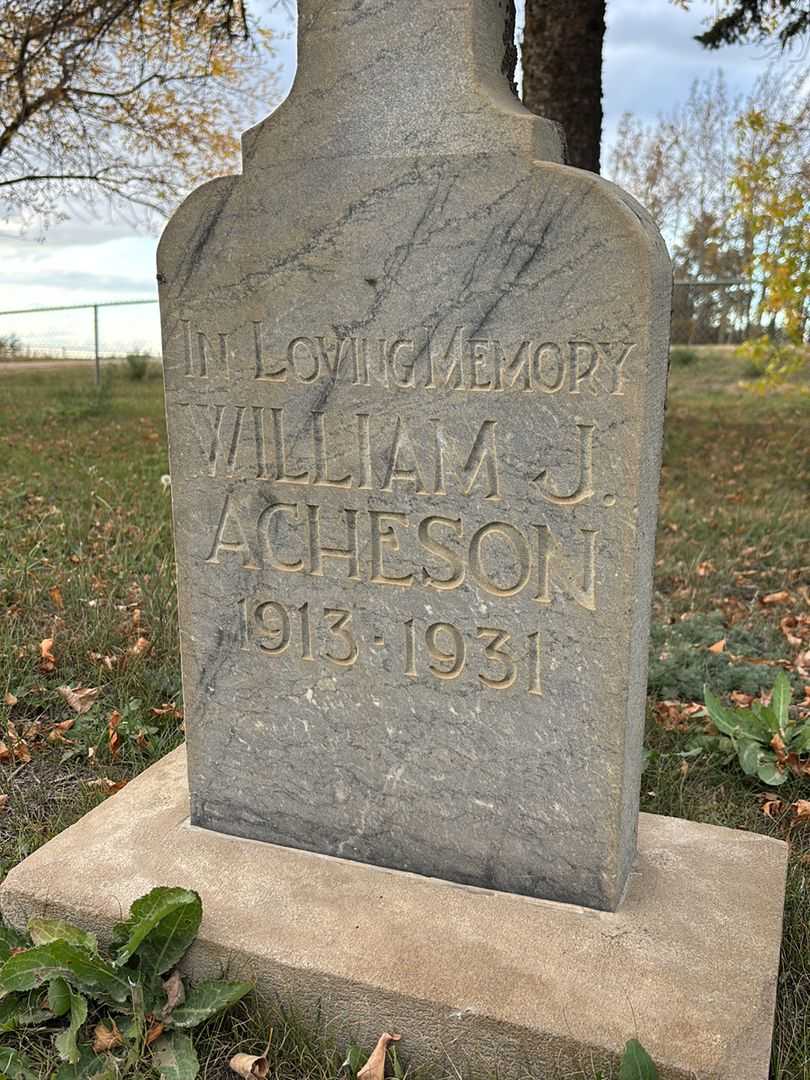 IN LOVING MEMORY
WILLIAM J.
ACHESON
1913 · 1931